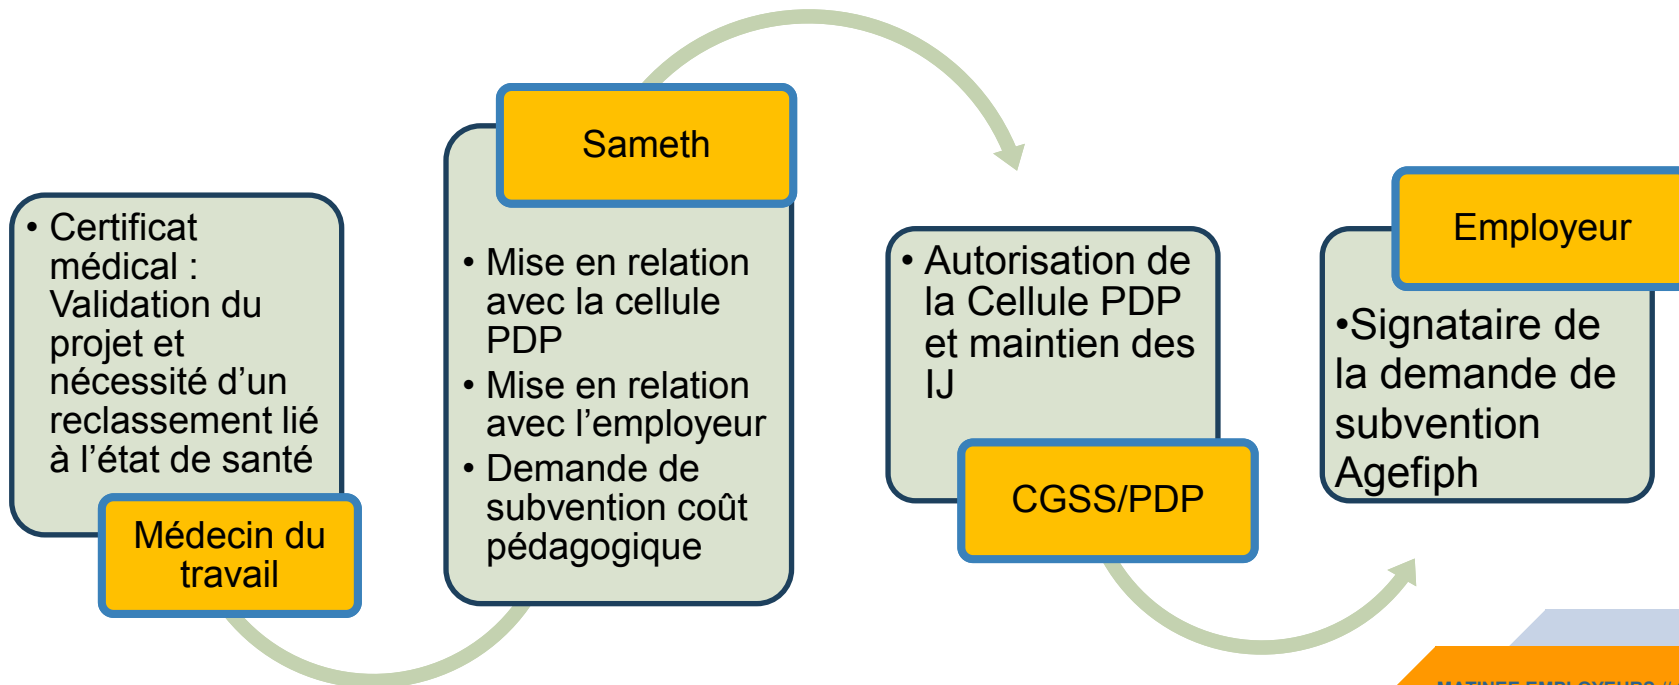 • Certificat
médical :
Validation du
projet et
nécessité d’un
reclassement lié
à l’état de santé
Médecin du
travail
Sameth
• Mise en relation
avec la cellule
PDP
• Mise en relation
avec l’employeur
• Demande de
subvention coût
pédagogique
• Autorisation de
la Cellule PDP
et maintien des
IJ
CGSS/PDP
Employeur
•Signataire de
la demande de
subvention
Agefiph
MATINEE EMPLOYEURS //